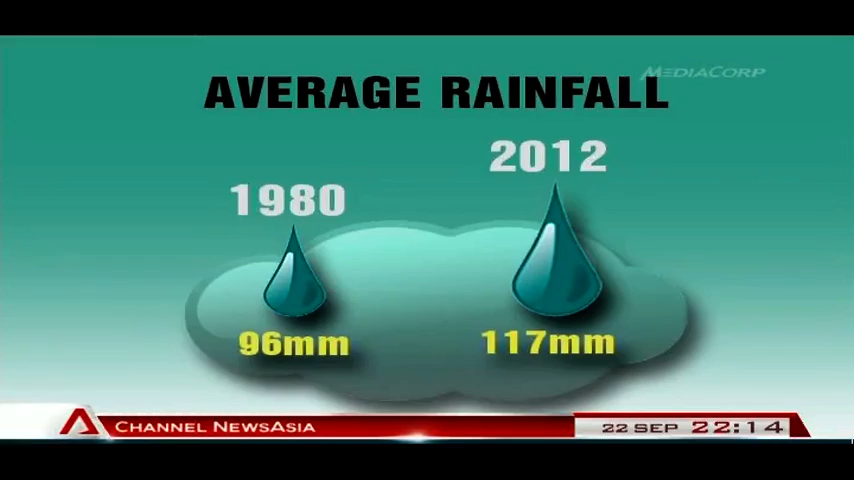 MEDIACORP
AVERAGE RAINFALL
2012
1980
96mm
117mm
CHANNEL NEWSASIA
22 SEP 22:14